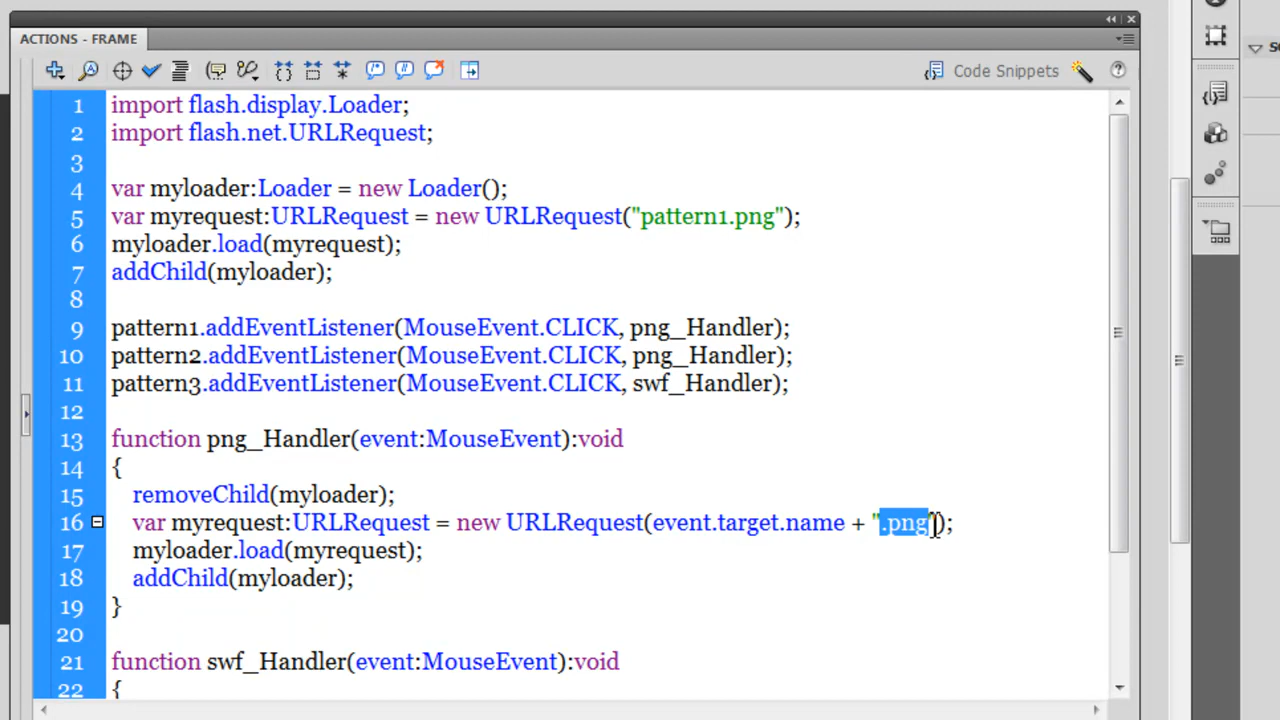 ACTIONS - FRAME
Code Snippets
1 import flash.display.Loader;
2 import flash.net.URLRequest;
3
4 var myloader:Loader = new Loader();
5 var myrequest:URLRequest = new URLRequest("pattern1.png");
6 myloader.load(myrequest);
7 addChild(myloader);
8
9 pattern1.addEventListener(MouseEvent.CLICK, png_Handler);
10 pattern2.addEventListener(MouseEvent.CLICK, png_Handler);
11 pattern3.addEventListener(MouseEvent.CLICK, swf_Handler);
12
13 function png_Handler(event:MouseEvent):void
14 {
15 removeChild(myloader);
16 var myrequest:URLRequest = new URLRequest(event.target.name + ".png");
17 myloader.load(myrequest);
18 addChild(myloader);
19 }
20
21 function swf_Handler(event:MouseEvent):void
22 {